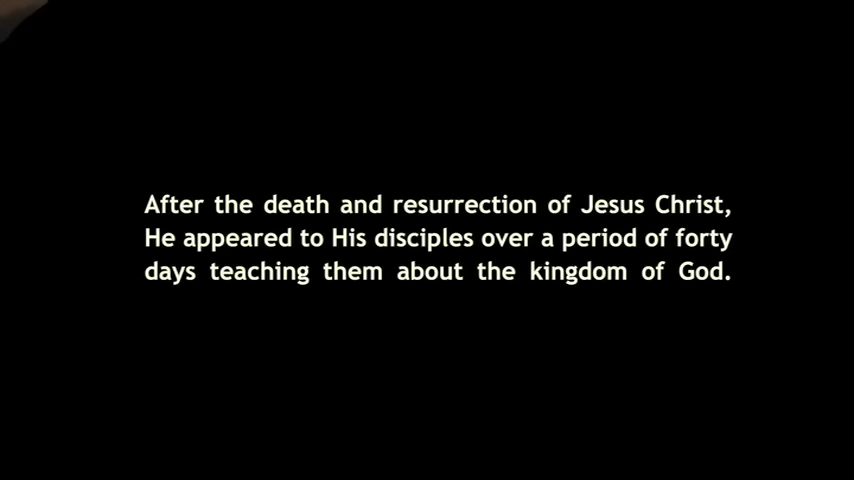 After the death and resurrection of Jesus Christ,
He appeared to His disciples over a period of forty
days teaching them about the kingdom of God.